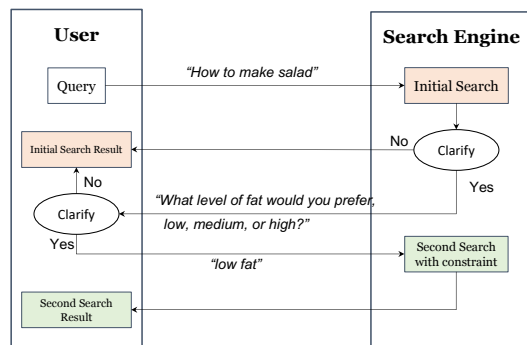 User
Search Engine
Query
“How to make salad”
Initial Search
Initial Search Result
No
Clarify
No
Yes
“What level of fat would you prefer,
low, medium, or high?”
Clarify
Yes
“low fat”
Second Search
with constraint
Second Search
Result